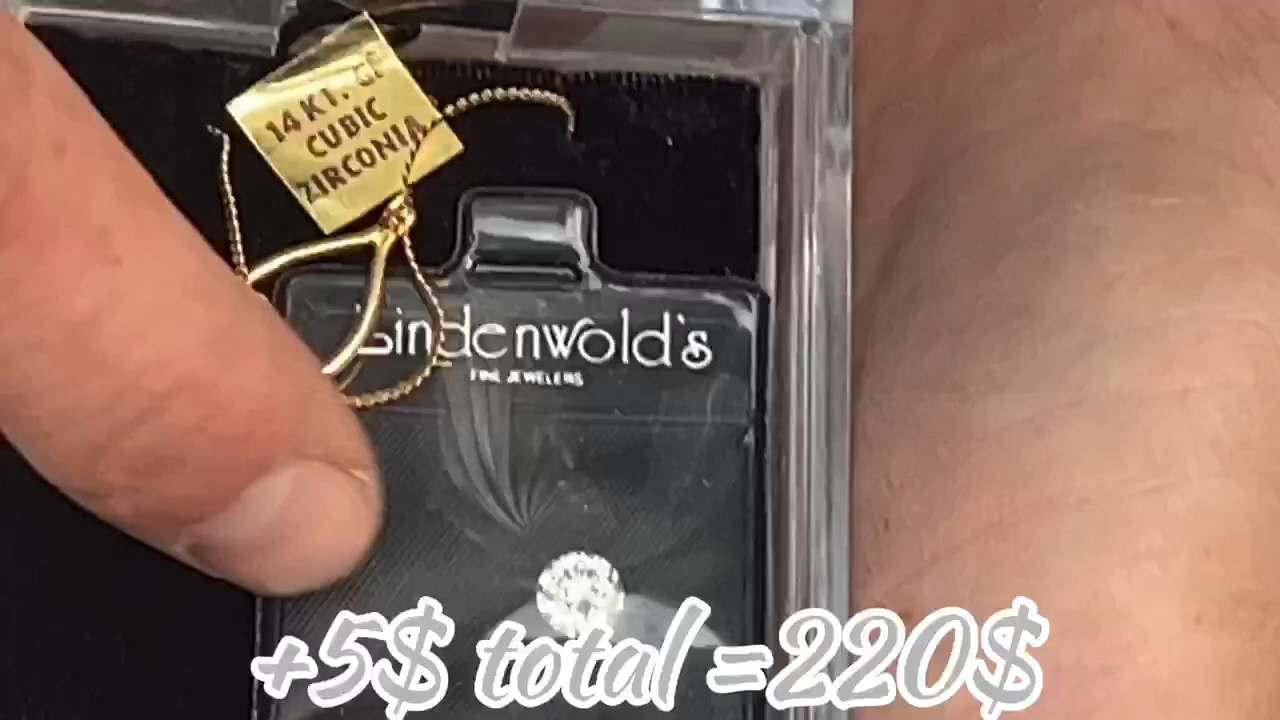 14 KT. GE
CUBIC
ZIRCONIA
Lindenwold's
FINE JEWELERS
+5$ total =220$